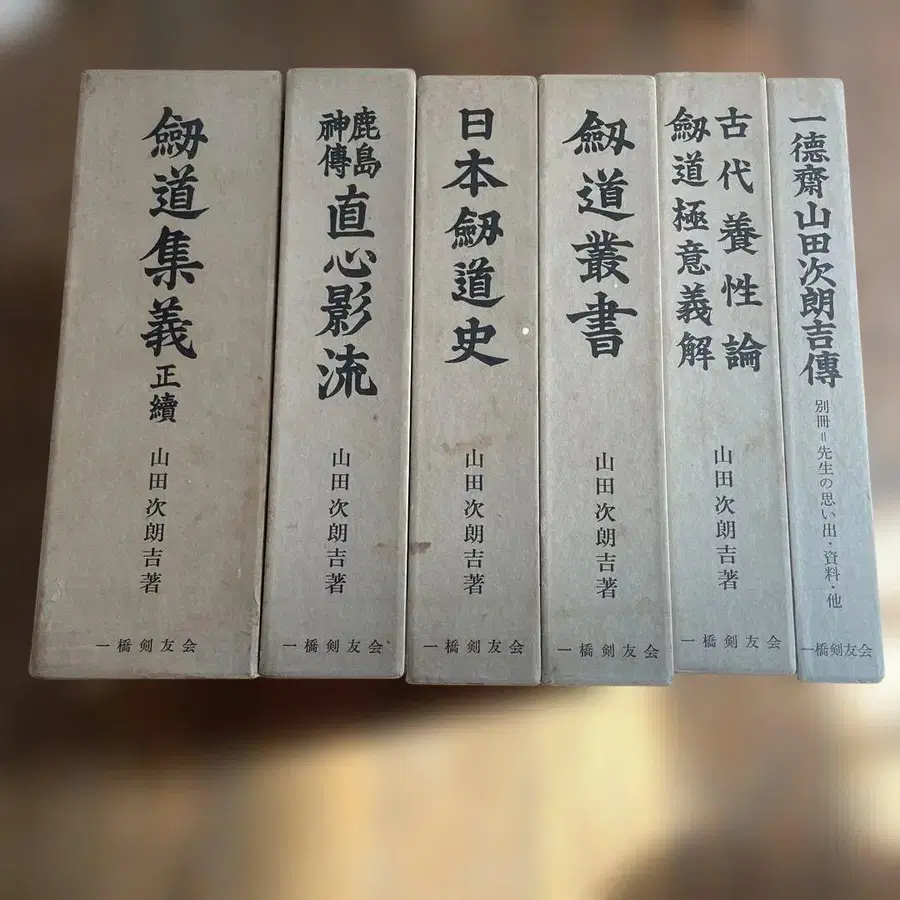 劒道集義 正續
山田次朗吉著
一橋剣友会
鹿島
神傳
直心影流
山田次朗吉著
一橋剣友会
日本劒道史
山田次朗吉著
一橋剣友会
劒道叢書
山田次朗吉著
一橋剣友会
古代養性論
劒道極意義解
山田次朗吉著
一橋剣友会
一德齋山田次朗吉傳
別冊=先生の思い出・資料・他
一橋剣友会